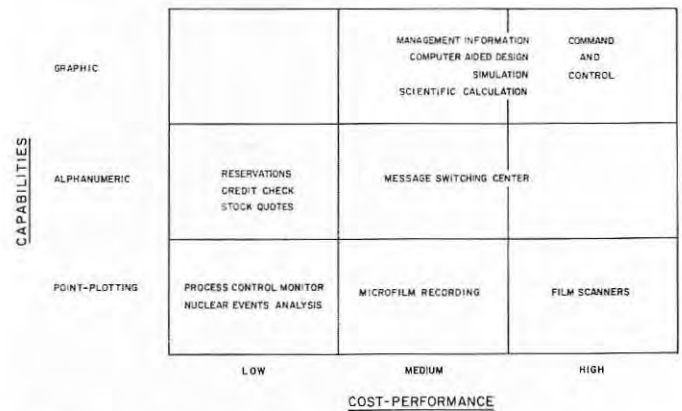 MANAGEMENT INFORMATION
COMPUTER AIDED DESIGN
SIMULATION
SCIENTIFIC CALCULATION
COMMAND
AND
CONTROL
GRAPHIC
CAPABILITIES
ALPHANUMERIC
RESERVATIONS
CREDIT CHECK
STOCK QUOTES
MESSAGE SWITCHING CENTER
POINT-PLOTTING
PROCESS CONTROL MONITOR
NUCLEAR EVENTS ANALYSIS
MICROFILM RECORDING
FILM SCANNERS
LOW
MEDIUM
HIGH
COST-PERFORMANCE